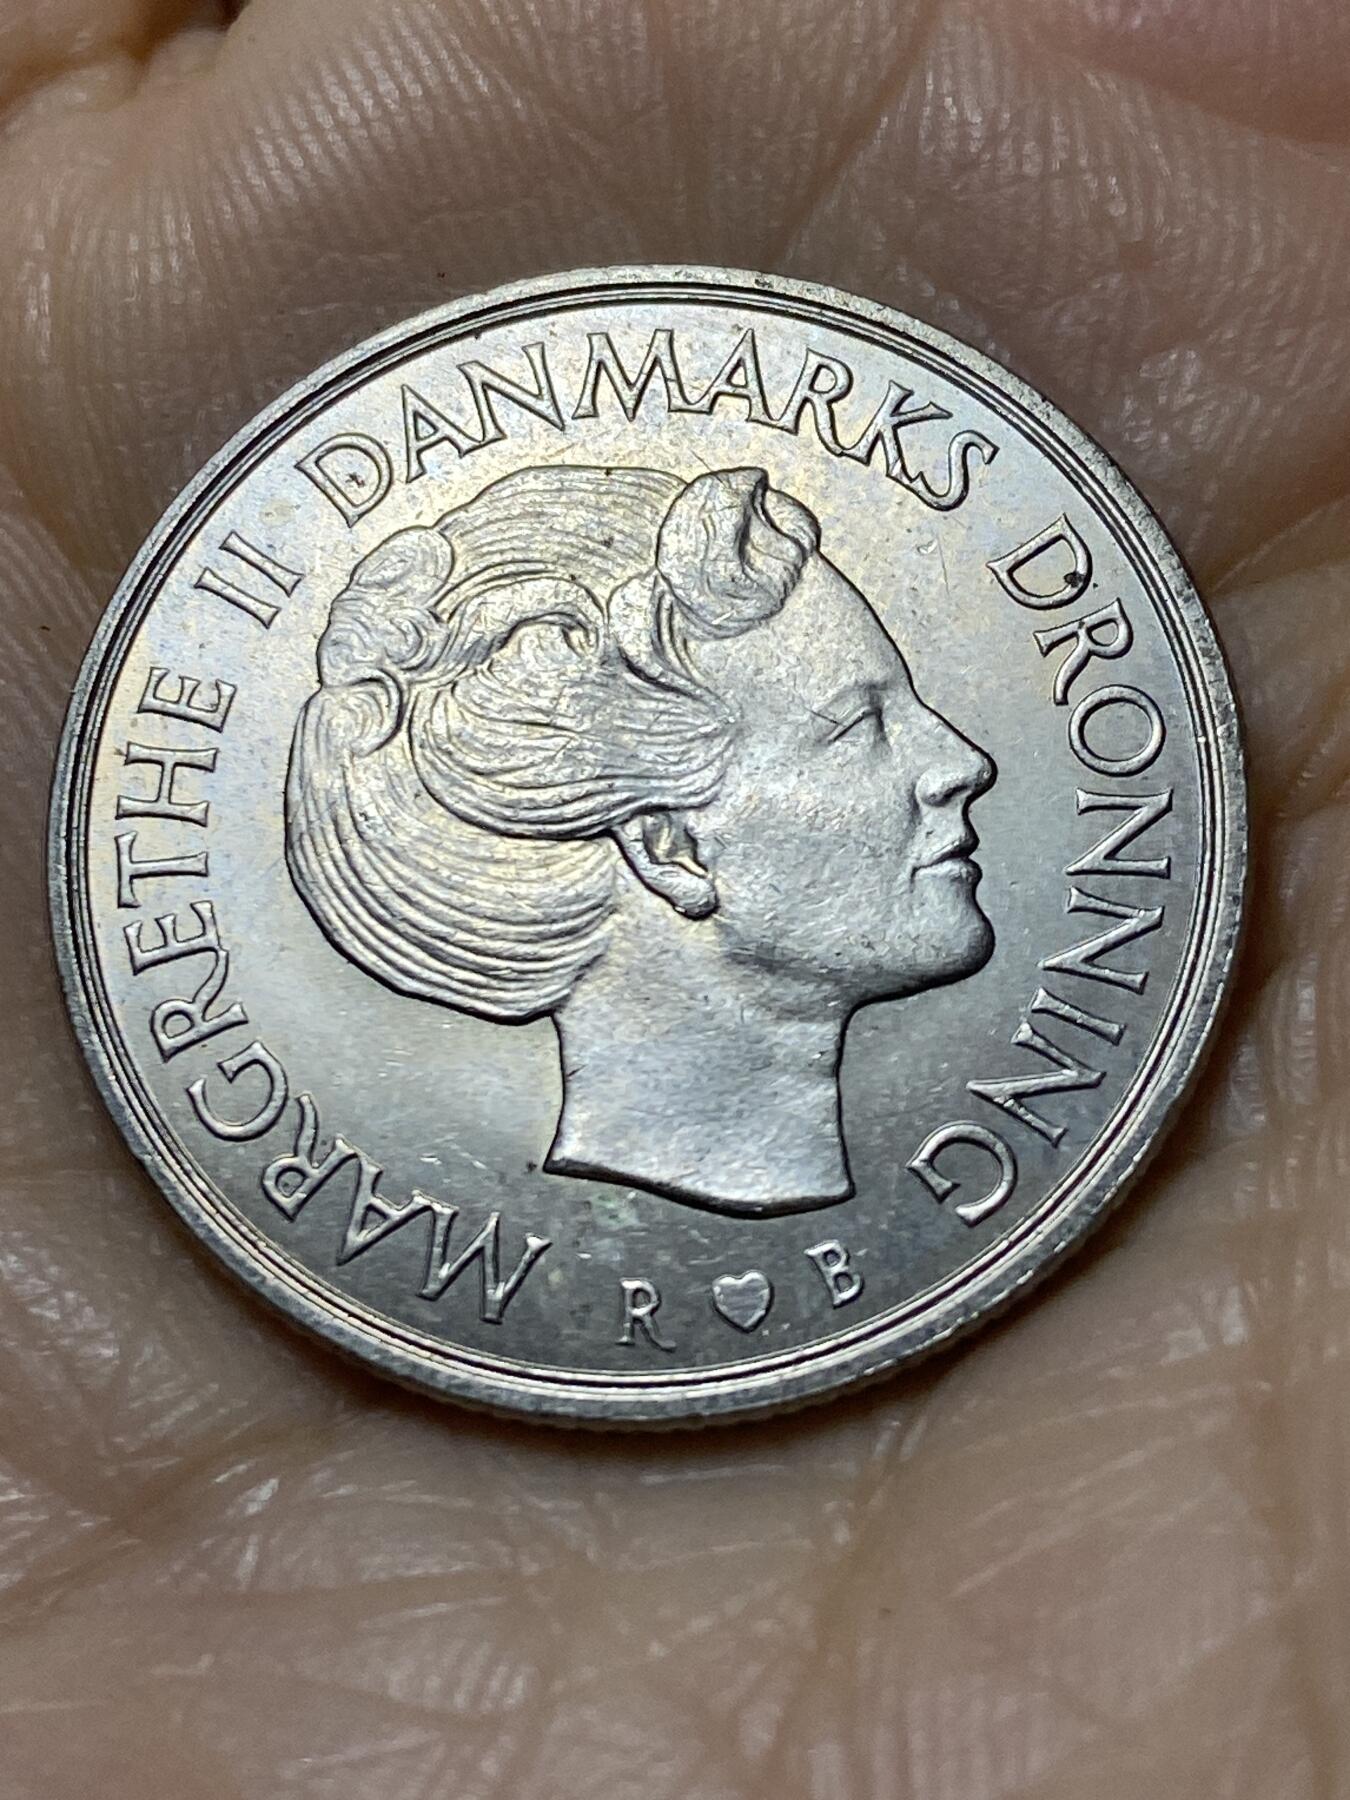 MARGRETHE II DANMARKS DRONNING
R ♥ B